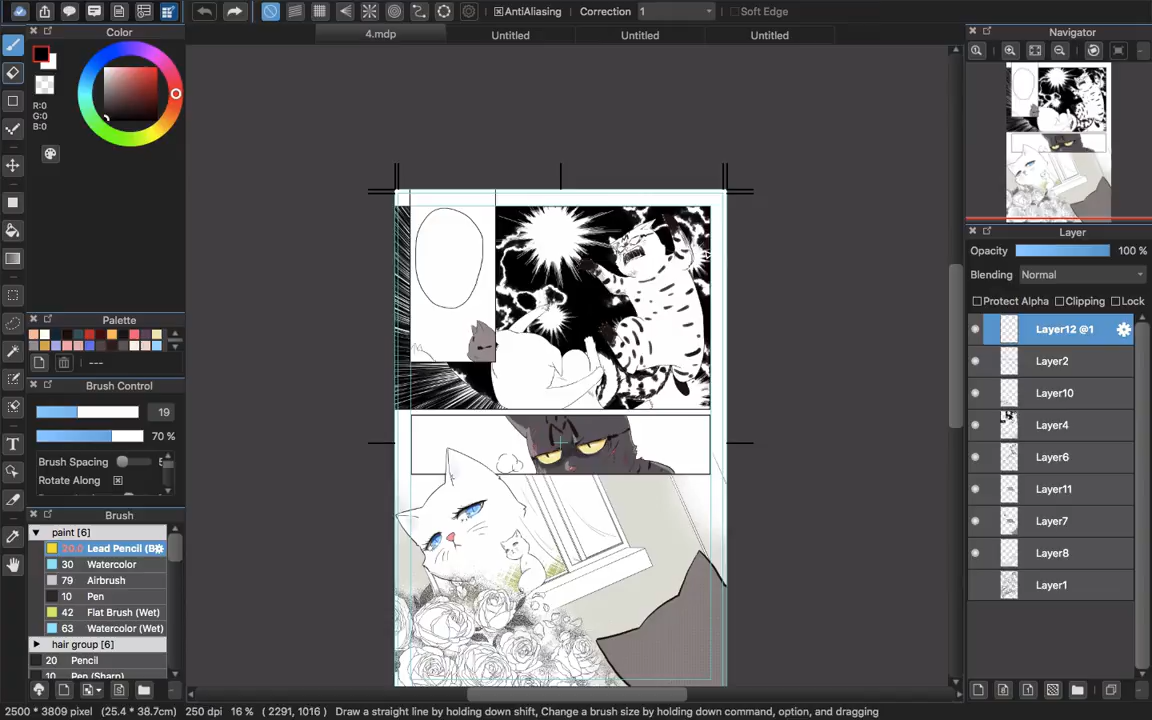 AntiAliasing
Correction
1
Soft Edge
4.mdp
Untitled
Untitled
Untitled
Color
R:0
G:0
B:0
Palette
---
Brush Control
19
70 %
Brush Spacing
Rotate Along
Brush
paint [6]
20.0 Lead Pencil (B
30 Watercolor
79 Airbrush
10 Pen
42 Flat Brush (Wet)
63 Watercolor (Wet)
hair group [6]
20 Pencil
10 Pen (Sharp)
Navigator
Layer
Opacity
100 %
Blending
Normal
Protect Alpha
Clipping
Lock
Layer12 @1
Layer2
Layer10
Layer4
Layer6
Layer11
Layer7
Layer8
Layer1
2500 * 3809 pixel (25.4 * 38.7cm) 250 dpi 16 % ( 2291, 1016 ) Draw a straight line by holding down shift, Change a brush size by holding down command, option, and dragging